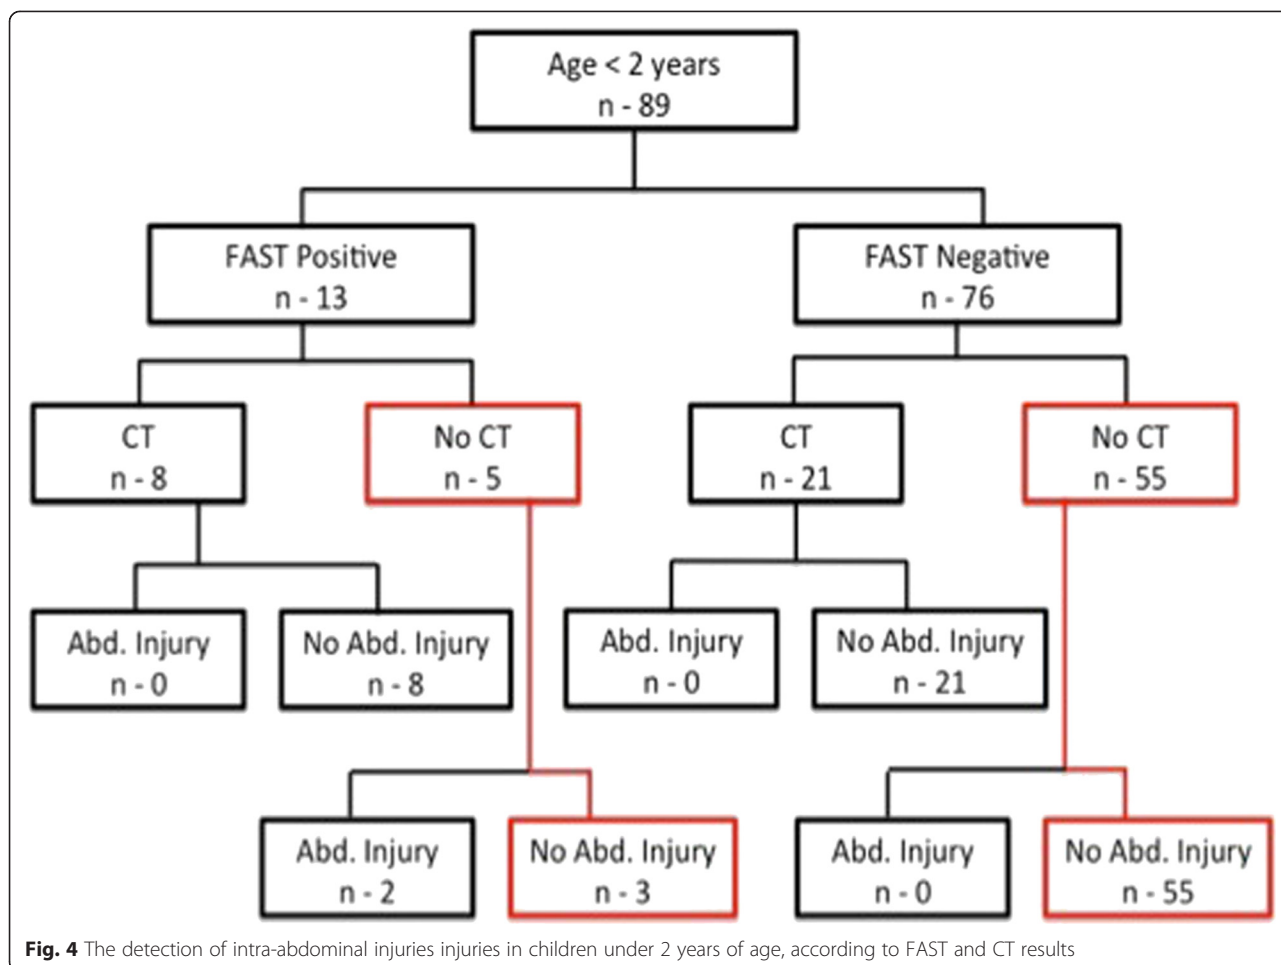 Age < 2 years
n - 89
FAST Positive
n - 13
FAST Negative
n - 76
CT
n - 8
No CT
n - 5
CT
n - 21
No CT
n - 55
Abd. Injury
n - 0
No Abd. Injury
n - 8
Abd. Injury
n - 0
No Abd. Injury
n - 21
Abd. Injury
n - 2
No Abd. Injury
n - 3
Abd. Injury
n - 0
No Abd. Injury
n - 55
Fig. 4 The detection of intra-abdominal injuries injuries in children under 2 years of age, according to FAST and CT results